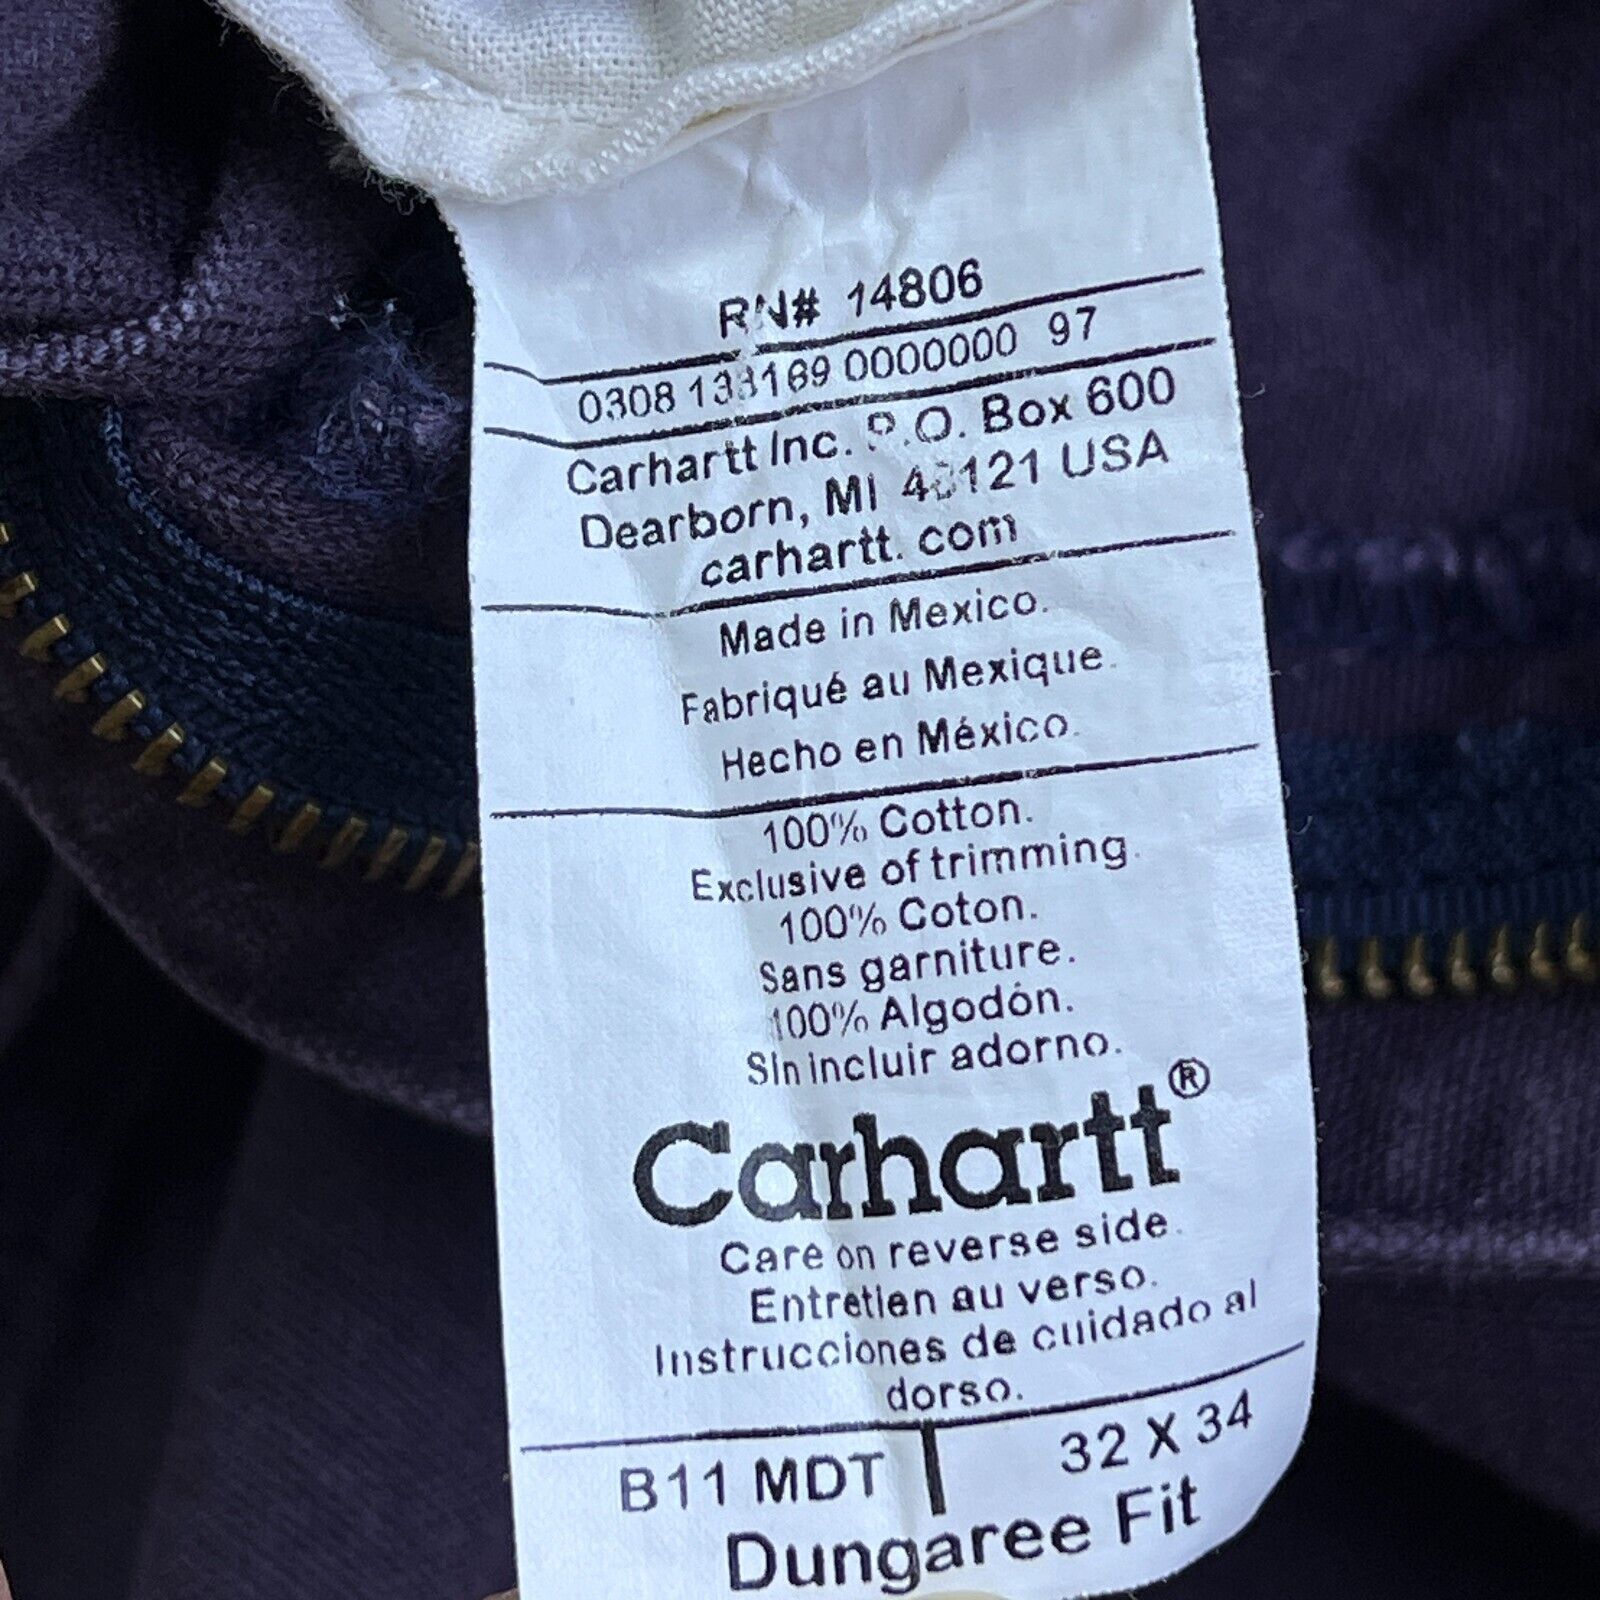 RN# 14806
0308 133169 0000000 97
Carhartt Inc. P.O. Box 600
Dearborn, MI 48121 USA
carhartt. com
Made in Mexico.
Fabriqué au Mexique.
Hecho en México.
100% Cotton.
Exclusive of trimming.
100% Coton.
Sans garniture.
100% Algodón.
Sin incluir adorno.
Carhartt®
Care on reverse side.
Entretien au verso.
Instrucciones de cuidado al
dorso.
B11 MDT 32 X 34
Dungaree Fit